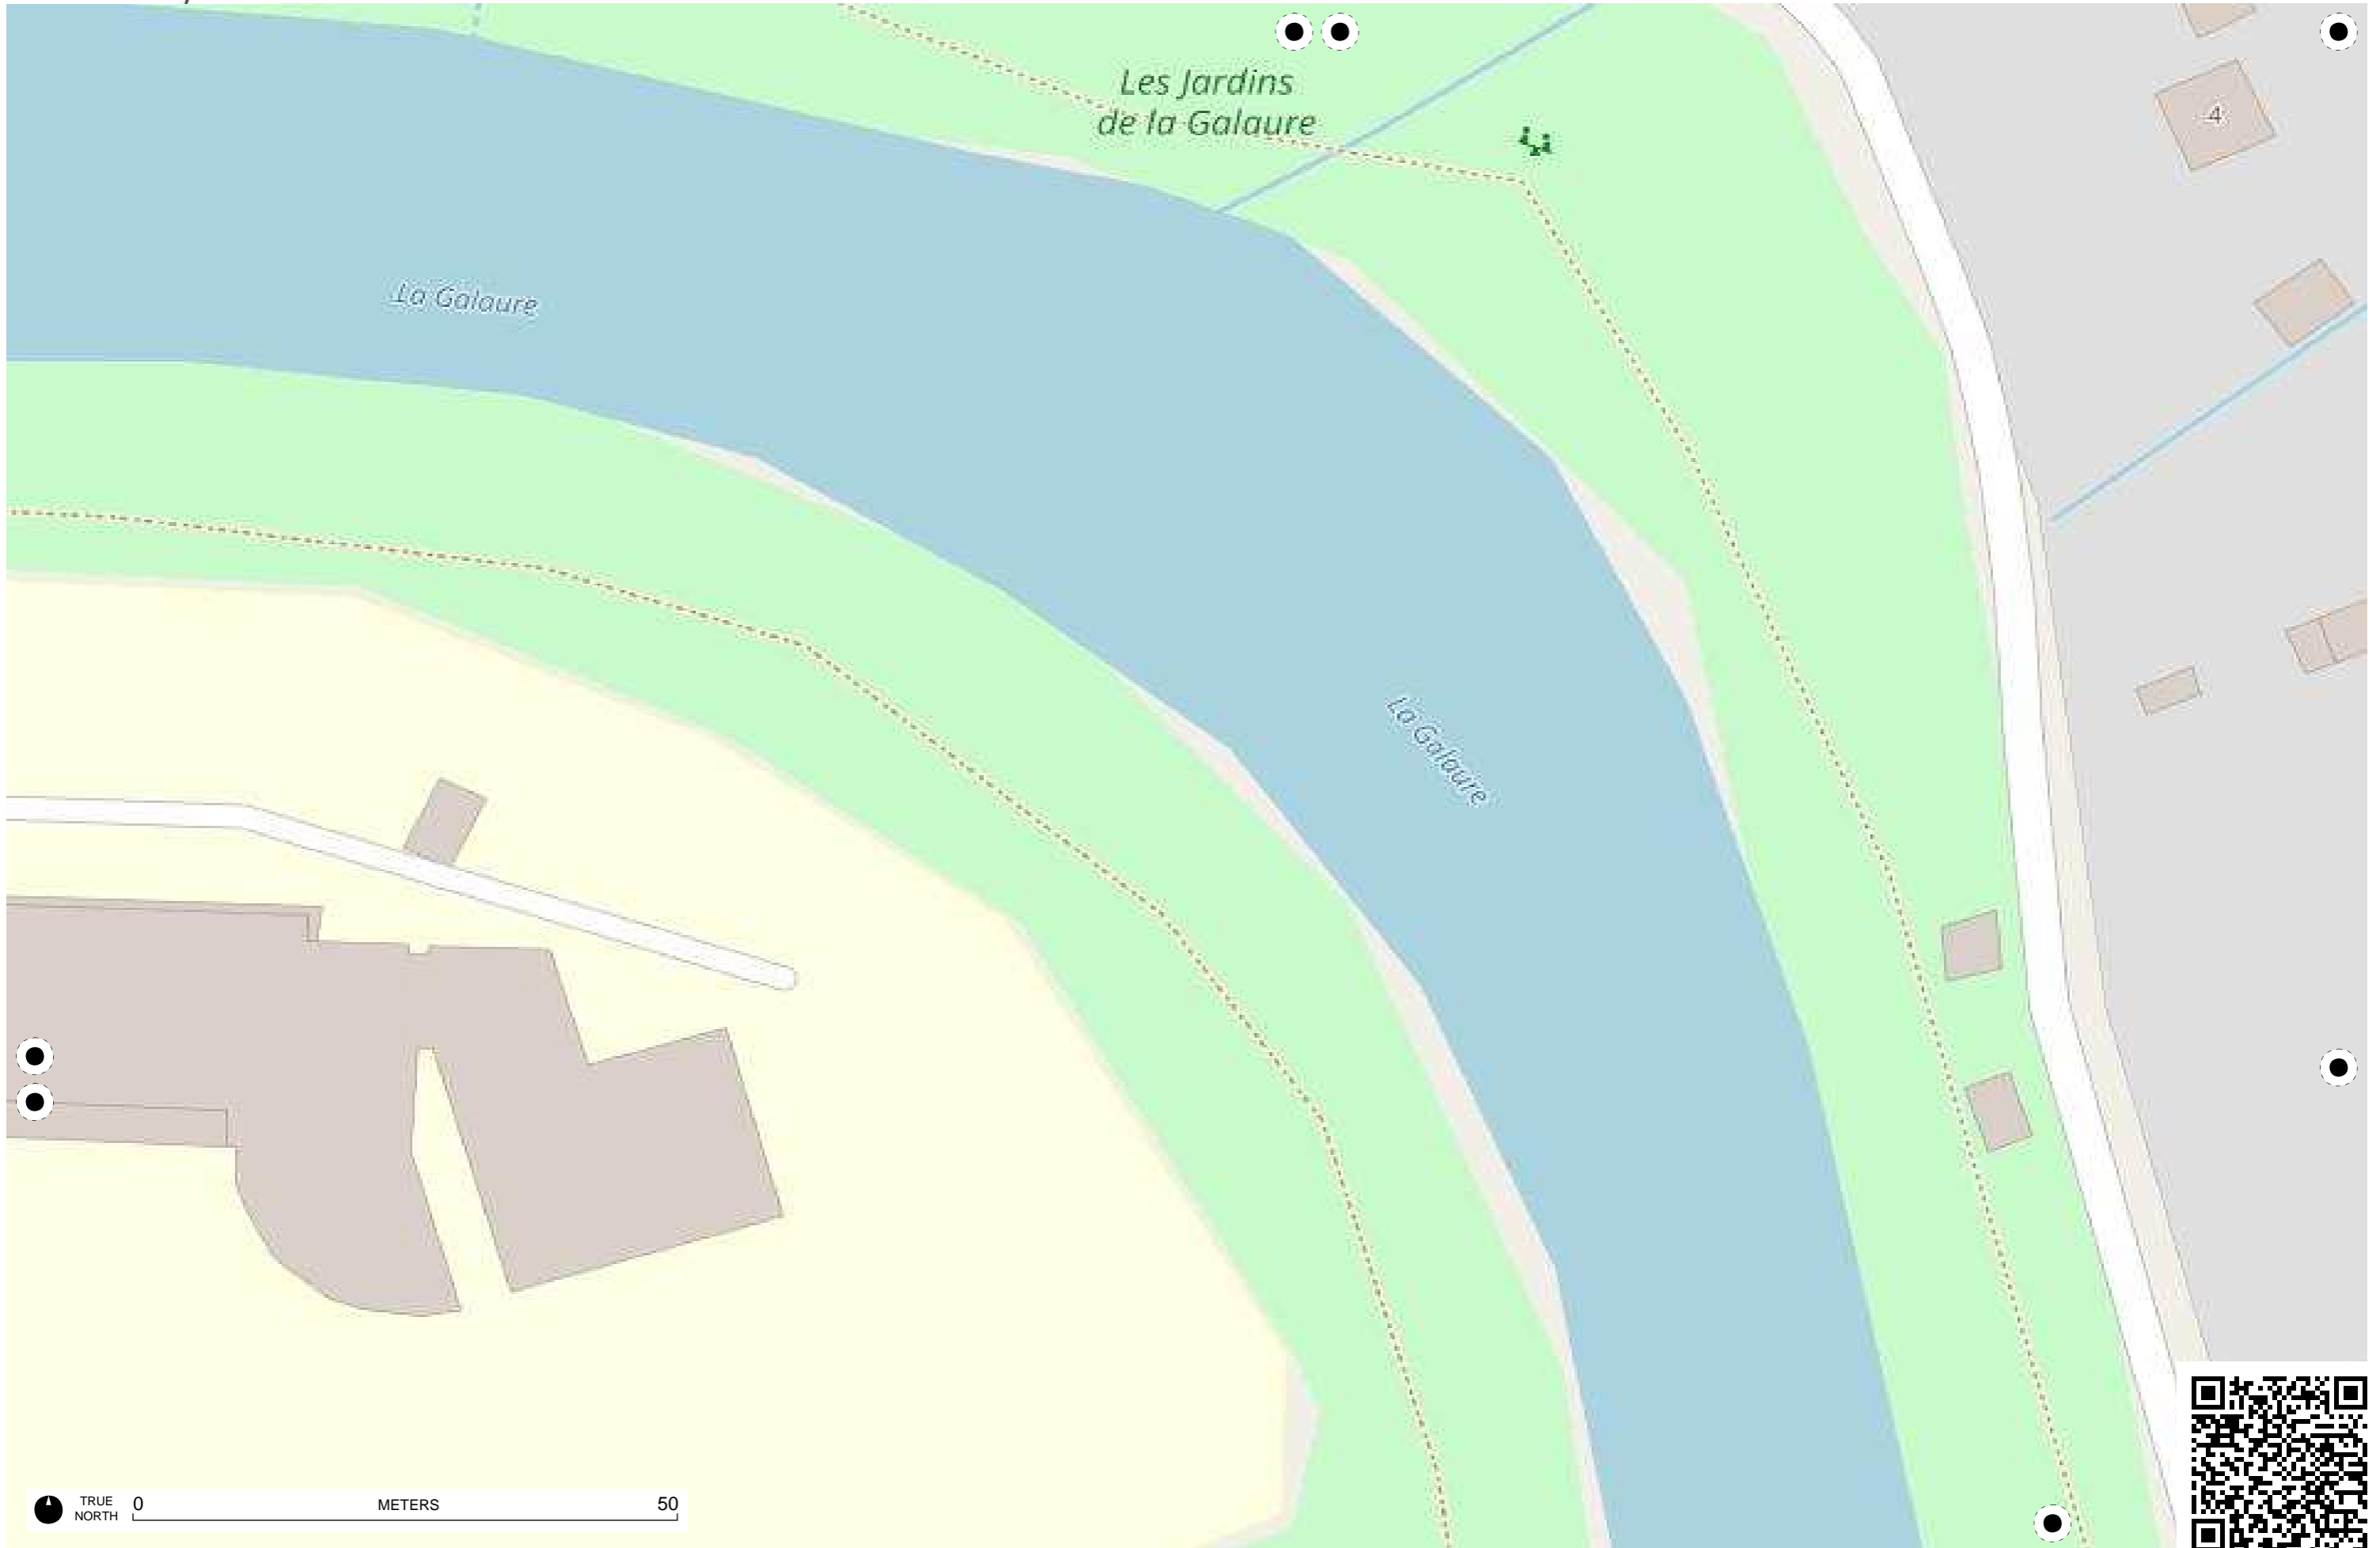 Les Jardins
de la Galaure
4
La Galaure
La Galaure
TRUE
NORTH
0 METERS 50